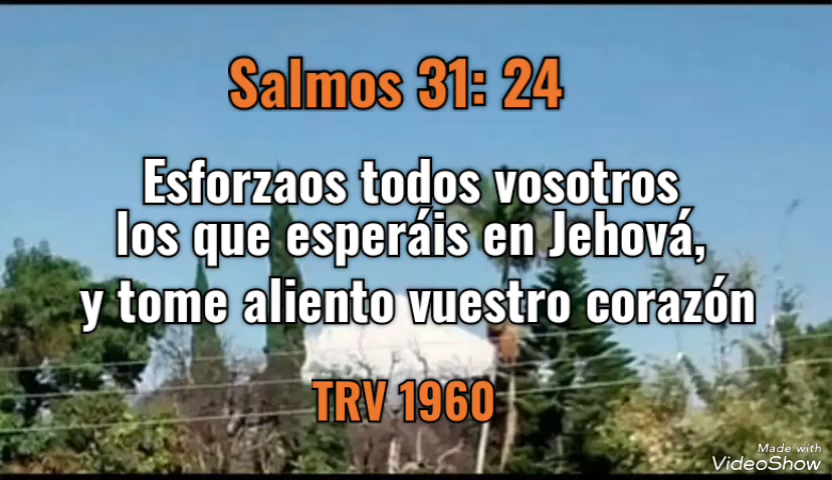 Salmos 31: 24
Esforzaos todos vosotros
los que esperáis en Jehová,
y tome aliento vuestro corazón
TRV 1960
Made with
VideoShow